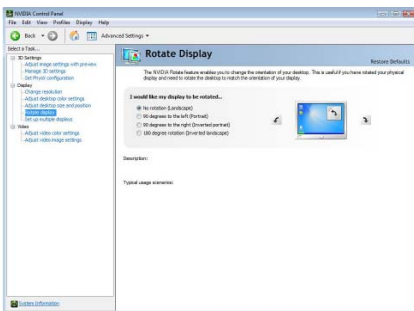 NVIDIA Control Panel
File Edit View Profiles Display Help
Back Advanced Settings
Select a Task...
3D Settings
Adjust image settings with preview
Manage 3D settings
Set PhysX configuration
Display
Change resolution
Adjust desktop color settings
Adjust desktop size and position
Rotate display
Set up multiple displays
Video
Adjust video color settings
Adjust video image settings
Rotate Display
Restore Defaults
The NVIDIA Rotate feature enables you to change the orientation of your desktop. This is useful if you have rotated your physical
display and need to rotate the desktop to match the orientation of your display.
I would like my display to be rotated...
No rotation (Landscape)
90 degrees to the left (Portrait)
90 degrees to the right (Inverted portrait)
180 degree rotation (Inverted landscape)
Description:
Typical usage scenarios:
System Information